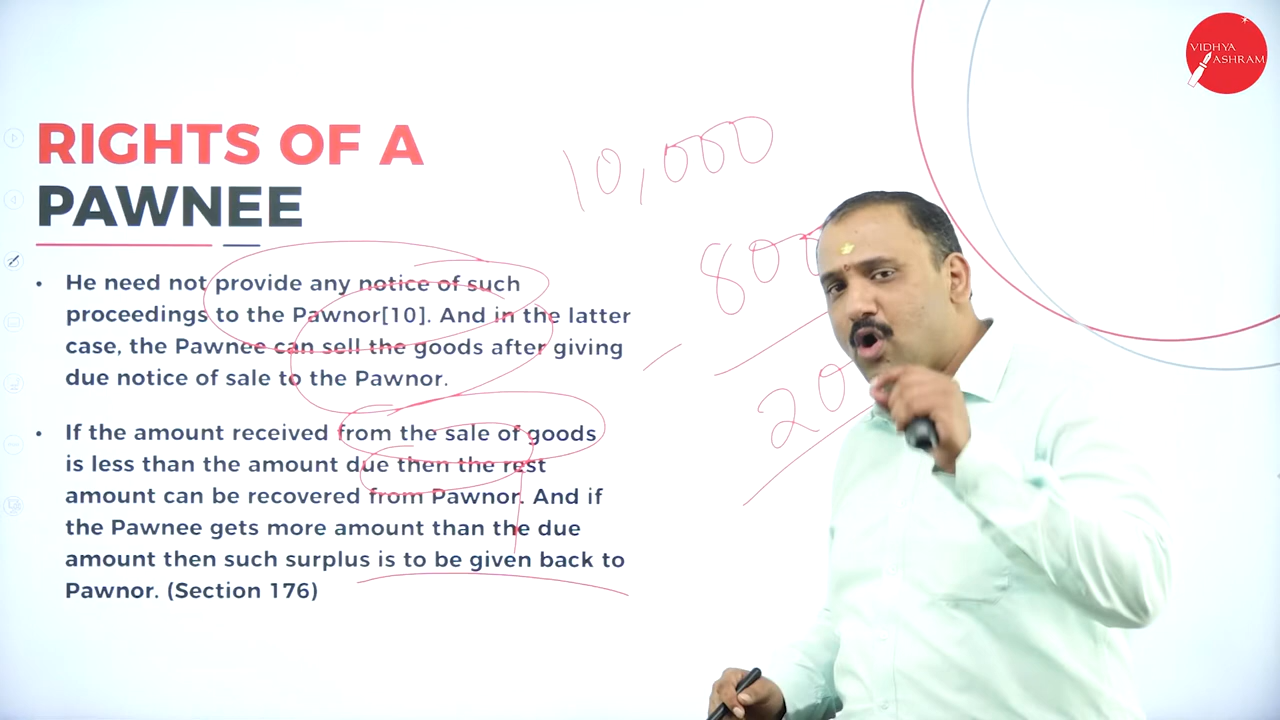 VIDHYA
ASHRAM
RIGHTS OF A
PAWNEE
10,000
• He need not provide any notice of such
proceedings to the Pawnor[10]. And in the latter
case, the Pawnee can sell the goods after giving
due notice of sale to the Pawnor.
• If the amount received from the sale of goods
is less than the amount due then the rest
amount can be recovered from Pawnor. And if
the Pawnee gets more amount than the due
amount then such surplus is to be given back to
Pawnor. (Section 176)